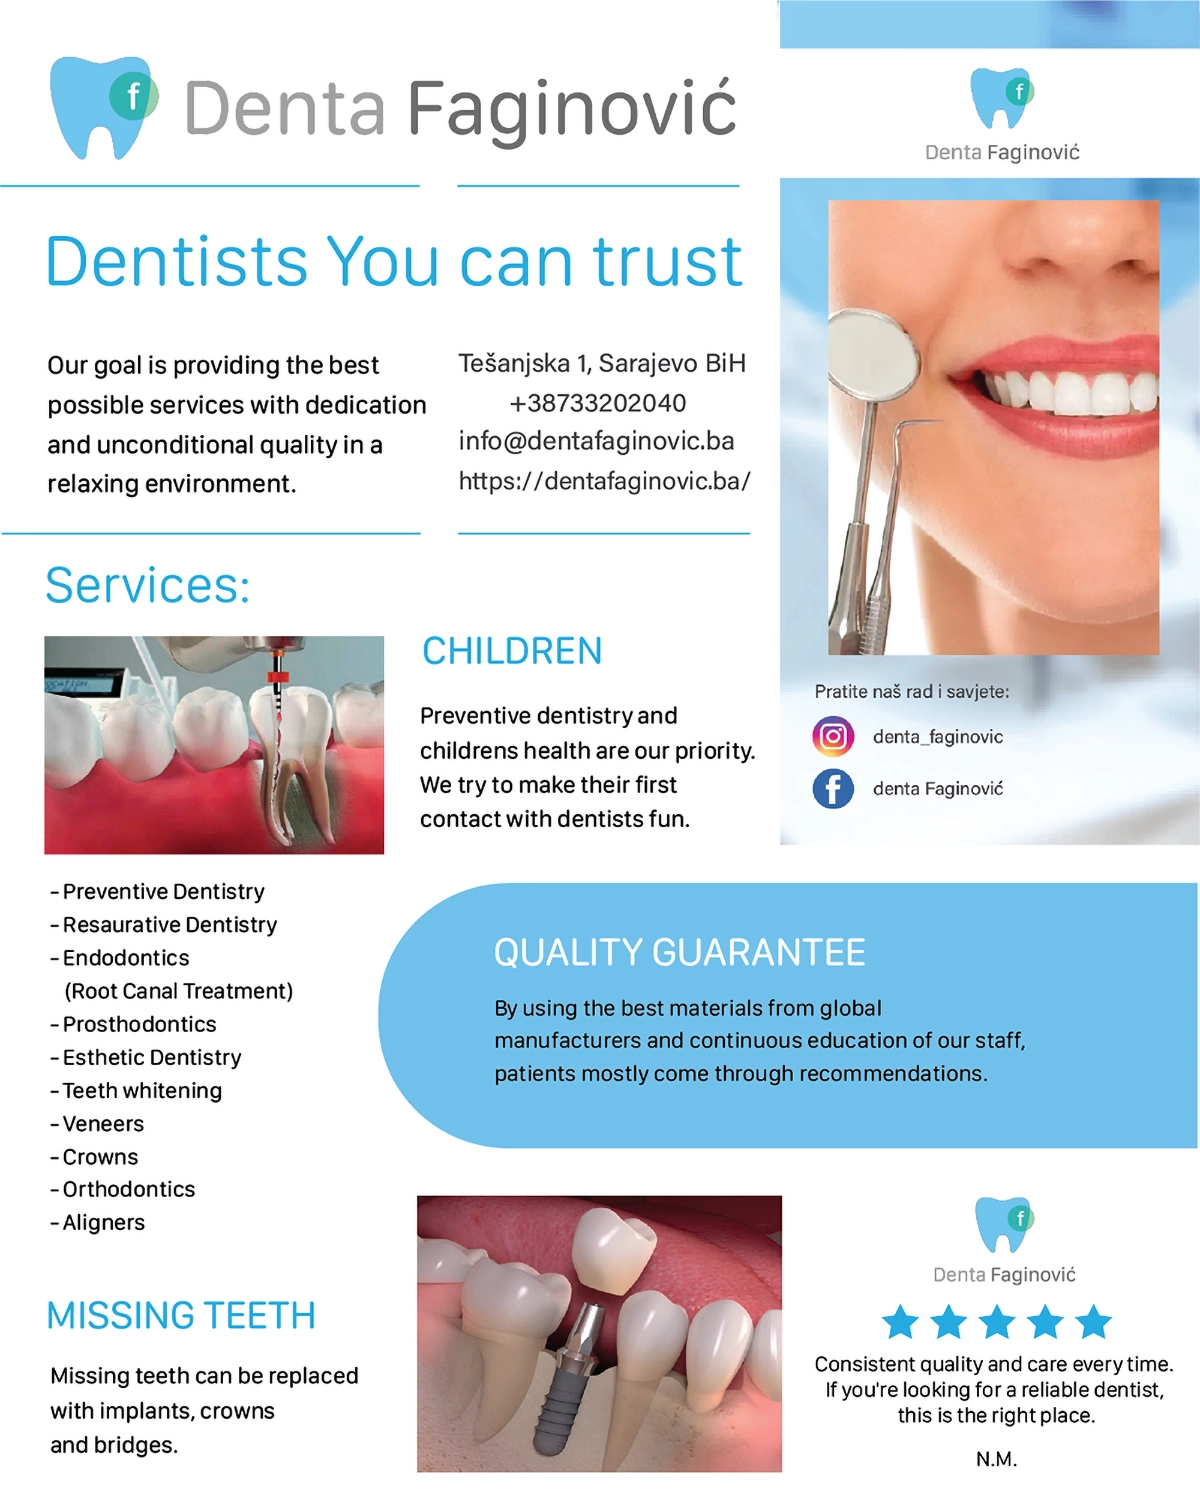 f
Denta Faginović
f
Denta Faginović
Dentists You can trust
Our goal is providing the best
possible services with dedication
and unconditional quality in a
relaxing environment.
Tešanjska 1, Sarajevo BiH
+38733202040
info@dentafaginovic.ba
https://dentafaginovic.ba/
Pratite naš rad i savjete:
denta_faginovic
denta Faginović
Services:
CHILDREN
Preventive dentistry and
childrens health are our priority.
We try to make their first
contact with dentists fun.
- Preventive Dentistry
- Resaurative Dentistry
- Endodontics
(Root Canal Treatment)
- Prosthodontics
- Esthetic Dentistry
- Teeth whitening
- Veneers
- Crowns
- Orthodontics
- Aligners
QUALITY GUARANTEE
By using the best materials from global
manufacturers and continuous education of our staff,
patients mostly come through recommendations.
MISSING TEETH
Missing teeth can be replaced
with implants, crowns
and bridges.
f
Denta Faginović
Consistent quality and care every time.
If you're looking for a reliable dentist,
this is the right place.
N.M.